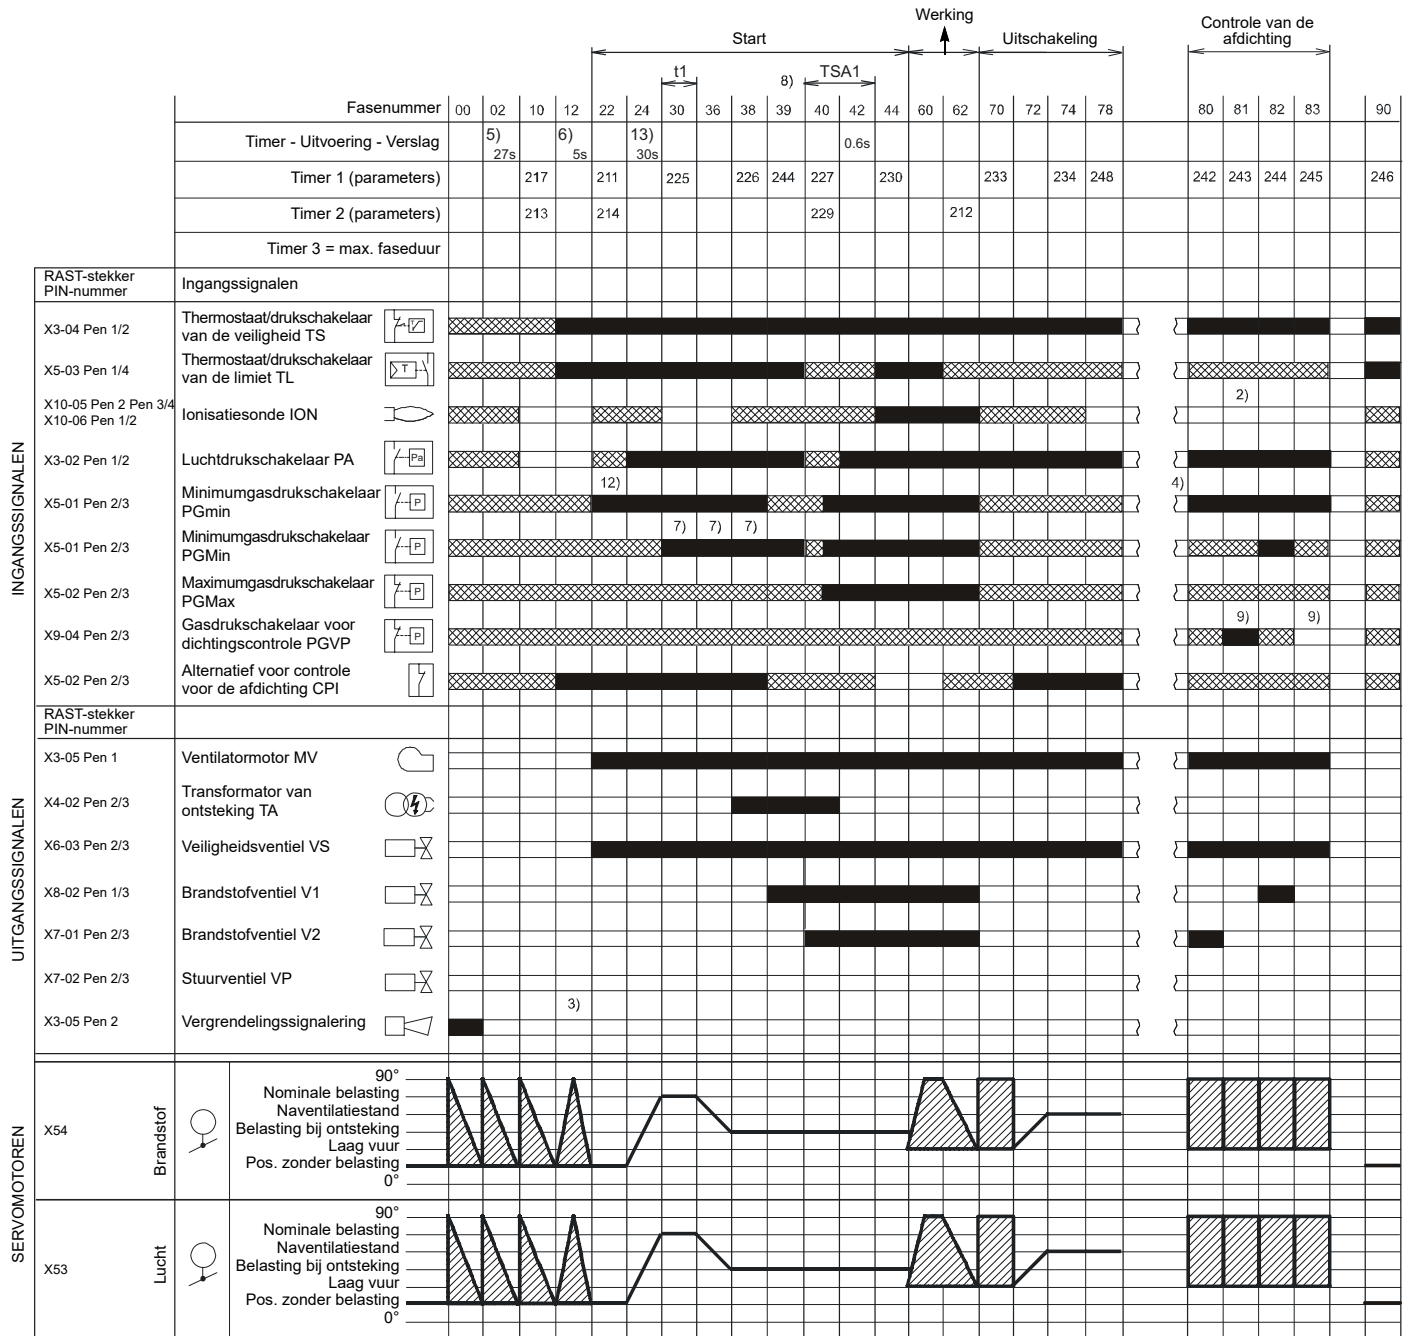 Werking
Start
Uitschakeling
Controle van de
afdichting
t1
8)
TSA1
Fasenummer 00 02 10 12 22 24 30 36 38 39 40 42 44 60 62 70 72 74 78 80 81 82 83 90
Timer - Uitvoering - Verslag 5) 27s 6) 5s 13) 30s 0.6s
Timer 1 (parameters) 217 211 225 226 244 227 230 233 234 248 242 243 244 245 246
Timer 2 (parameters) 213 214 229 212
Timer 3 = max. faseduur
RAST-stekker
PIN-nummer
Ingangssignalen
INGANGSSIGNALEN
X3-04 Pen 1/2
Thermostaat/drukschakelaar
van de veiligheid TS
X5-03 Pen 1/4
Thermostaat/drukschakelaar
van de limiet TL
T
2)
X10-05 Pen 2 Pen 3/4
X10-06 Pen 1/2
Ionisatiesonde ION
X3-02 Pen 1/2
Luchtdrukschakelaar PA
Pa
12)
4)
X5-01 Pen 2/3
Minimumgasdrukschakelaar
PGmin
P
7) 7) 7)
X5-01 Pen 2/3
Minimumgasdrukschakelaar
PGMin
P
X5-02 Pen 2/3
Maximumgasdrukschakelaar
PGMax
P
9) 9)
X9-04 Pen 2/3
Gasdrukschakelaar voor
dichtingscontrole PGVP
P
X5-02 Pen 2/3
Alternatief voor controle
voor de afdichting CPI
RAST-stekker
PIN-nummer
UITGANGSSIGNALEN
X3-05 Pen 1
Ventilatormotor MV
X4-02 Pen 2/3
Transformator van
ontsteking TA
X6-03 Pen 2/3
Veiligheidsventiel VS
X8-02 Pen 1/3
Brandstofventiel V1
X7-01 Pen 2/3
Brandstofventiel V2
X7-02 Pen 2/3
Stuurventiel VP
3)
X3-05 Pen 2
Vergrendelingssignalering
SERVOMOTOREN
X54
Brandstof
90°
Nominale belasting
Naventilatiestand
Belasting bij ontsteking
Laag vuur
Pos. zonder belasting
0°
X53
Lucht
90°
Nominale belasting
Naventilatiestand
Belasting bij ontsteking
Laag vuur
Pos. zonder belasting
0°